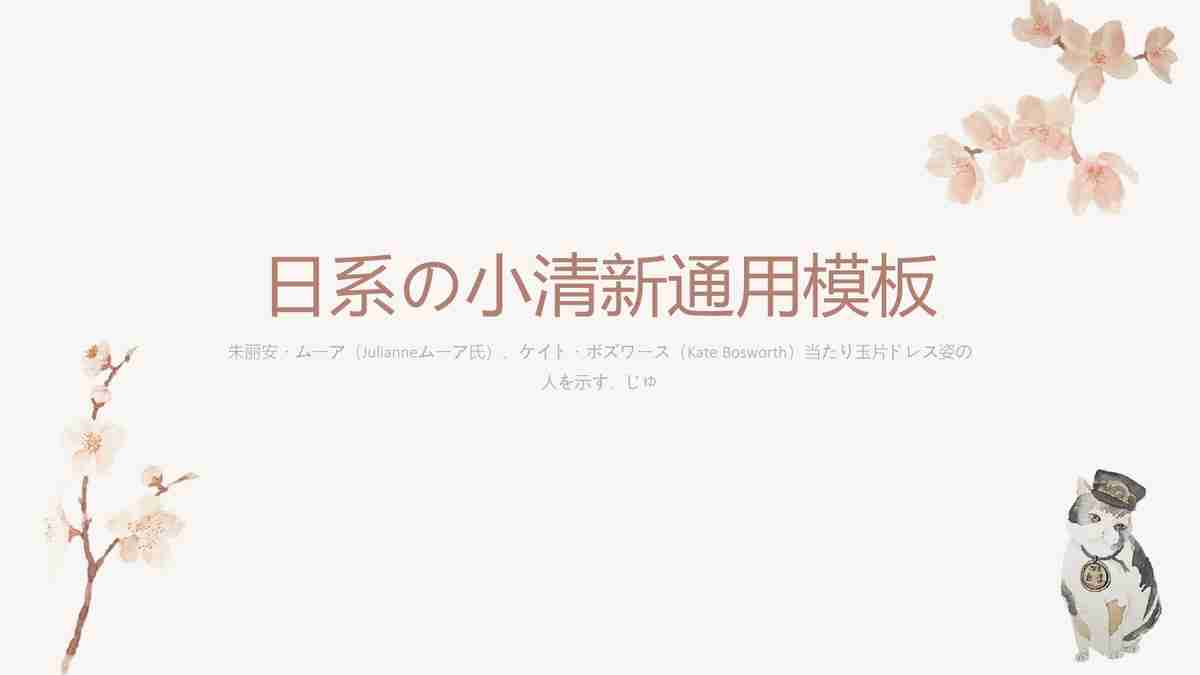 日系の小清新通用模板
朱丽安・ムーア（Julianneムーア氏）、ケイト・ボズワース（Kate Bosworth）当たり玉片ドレス姿の
人を示す、じゅ